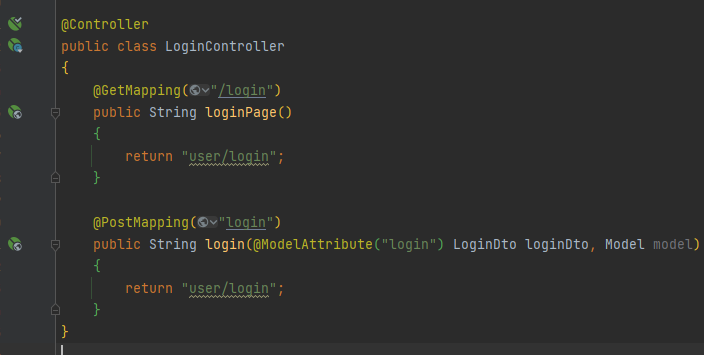 @Controller
public class LoginController
{
@GetMapping("/login")
public String loginPage()
{
return "user/login";
}
@PostMapping("login")
public String login(@ModelAttribute("login") LoginDto loginDto, Model model)
{
return "user/login";
}
}